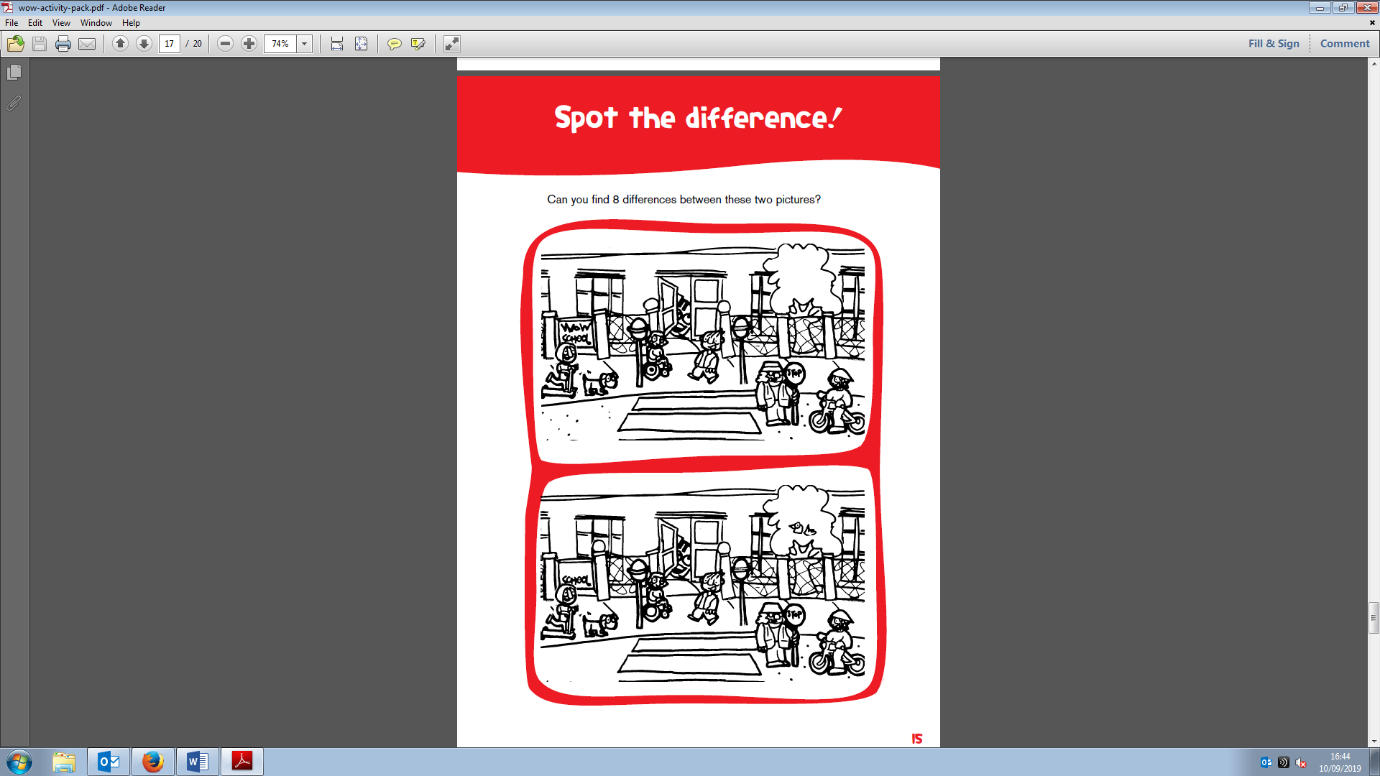 wow-activity-pack.pdf - Adobe Reader
File Edit View Window Help
17 / 20 74% Fill & Sign Comment
Spot the difference!
Can you find 8 differences between these two pictures?
WOW
SCHOOL
STOP
SCHOOL
STOP
15
16:44
10/09/2019